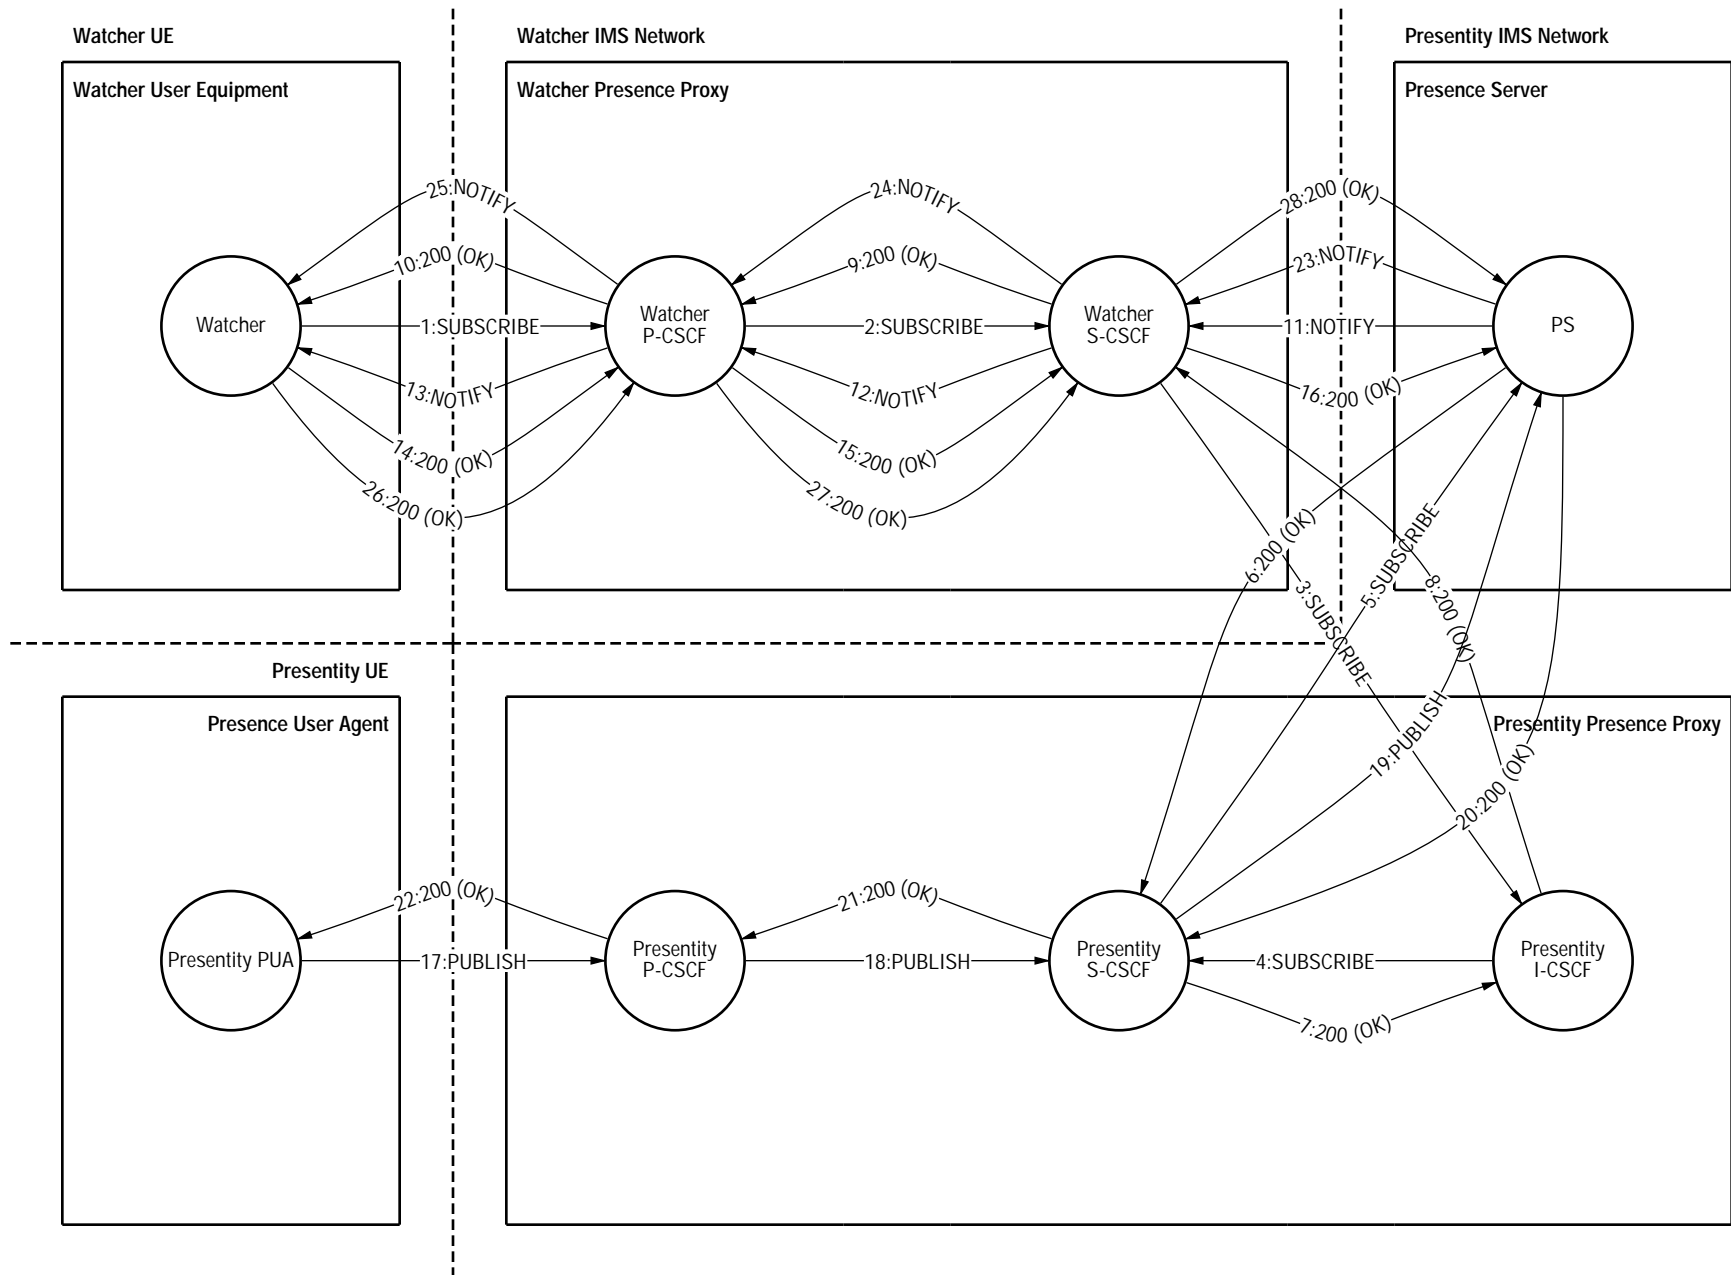 Watcher UE
Watcher IMS Network
Presentity IMS Network
Watcher User Equipment
Watcher Presence Proxy
Presence Server
25:NOTIFY
24:NOTIFY
28:200 (OK)
10:200 (OK)
9:200 (OK)
23:NOTIFY
Watcher
1:SUBSCRIBE
Watcher
P-CSCF
2:SUBSCRIBE
Watcher
S-CSCF
11:NOTIFY
PS
13:NOTIFY
12:NOTIFY
16:200 (OK)
14:200 (OK)
15:200 (OK)
26:200 (OK)
27:200 (OK)
6:200 (OK)
3:SUBSCRIBE
5:SUBSCRIBE
8:200 (OK)
Presentity UE
Presence User Agent
Presentity Presence Proxy
19:PUBLISH
20:200 (OK)
22:200 (OK)
21:200 (OK)
Presentity PUA
17:PUBLISH
Presentity
P-CSCF
18:PUBLISH
Presentity
S-CSCF
4:SUBSCRIBE
Presentity
I-CSCF
7:200 (OK)